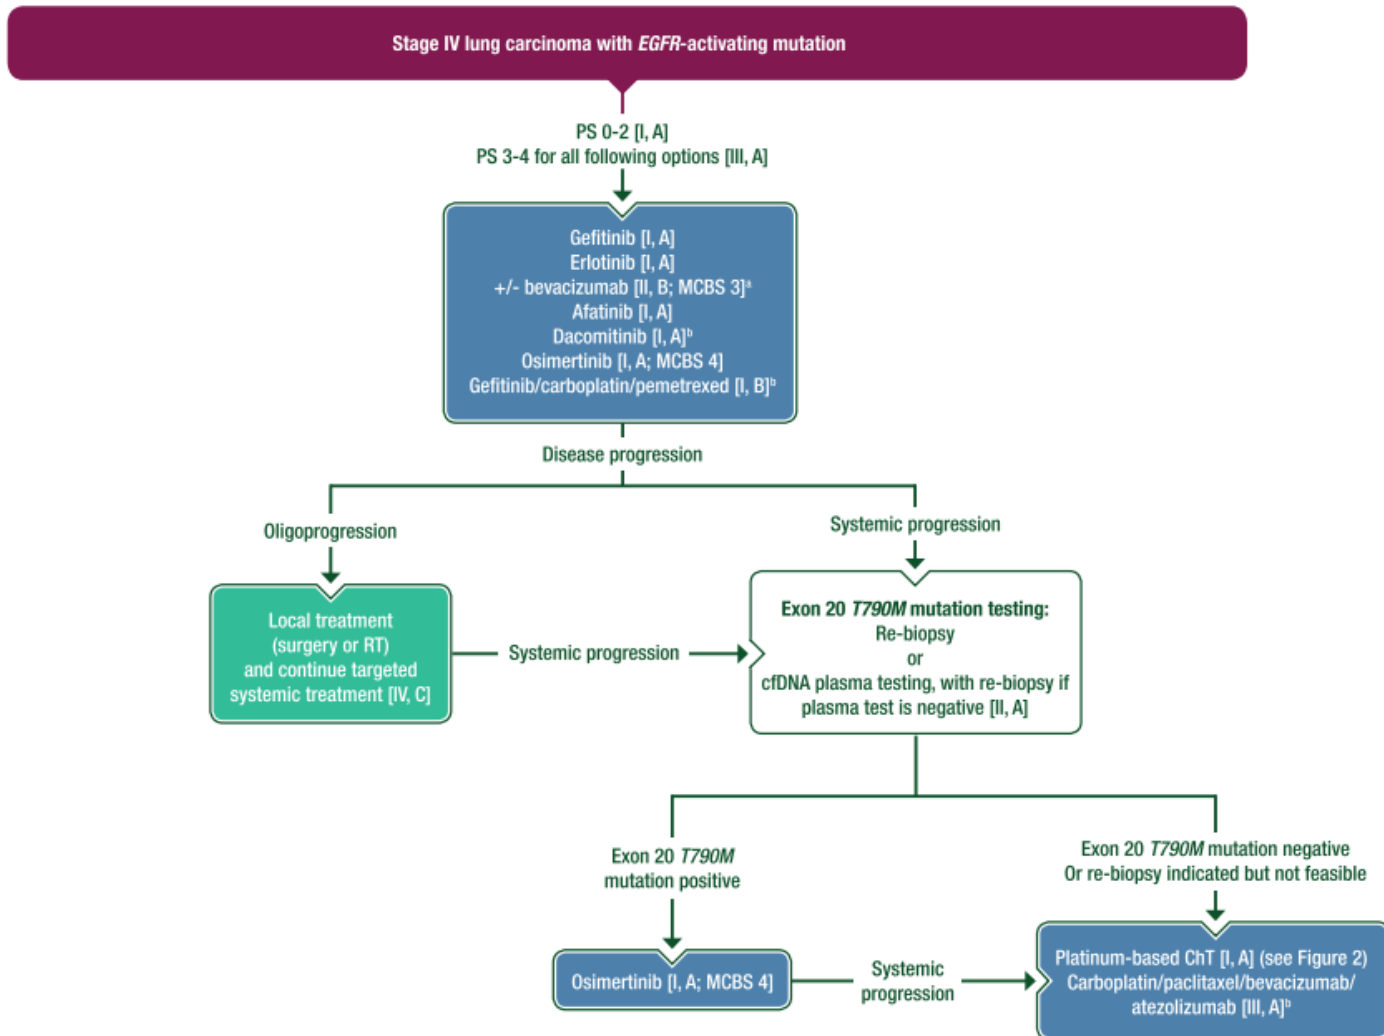 Stage IV lung carcinoma with EGFR-activating mutation
PS 0-2 [I, A]
PS 3-4 for all following options [III, A]
Gefitinib [I, A]
Erlotinib [I, A]
+/- bevacizumab [II, B; MCBS 3]ᵃ
Afatinib [I, A]
Dacomitinib [I, A]ᵇ
Osimertinib [I, A; MCBS 4]
Gefitinib/carboplatin/pemetrexed [I, B]ᵇ
Disease progression
Oligoprogression
Systemic progression
Local treatment
(surgery or RT)
and continue targeted
systemic treatment [IV, C]
Systemic progression
Exon 20 T790M mutation testing:
Re-biopsy
or
cfDNA plasma testing, with re-biopsy if
plasma test is negative [II, A]
Exon 20 T790M
mutation positive
Exon 20 T790M mutation negative
Or re-biopsy indicated but not feasible
Osimertinib [I, A; MCBS 4]
Systemic
progression
Platinum-based ChT [I, A] (see Figure 2)
Carboplatin/paclitaxel/bevacizumab/
atezolizumab [III, A]ᵇ